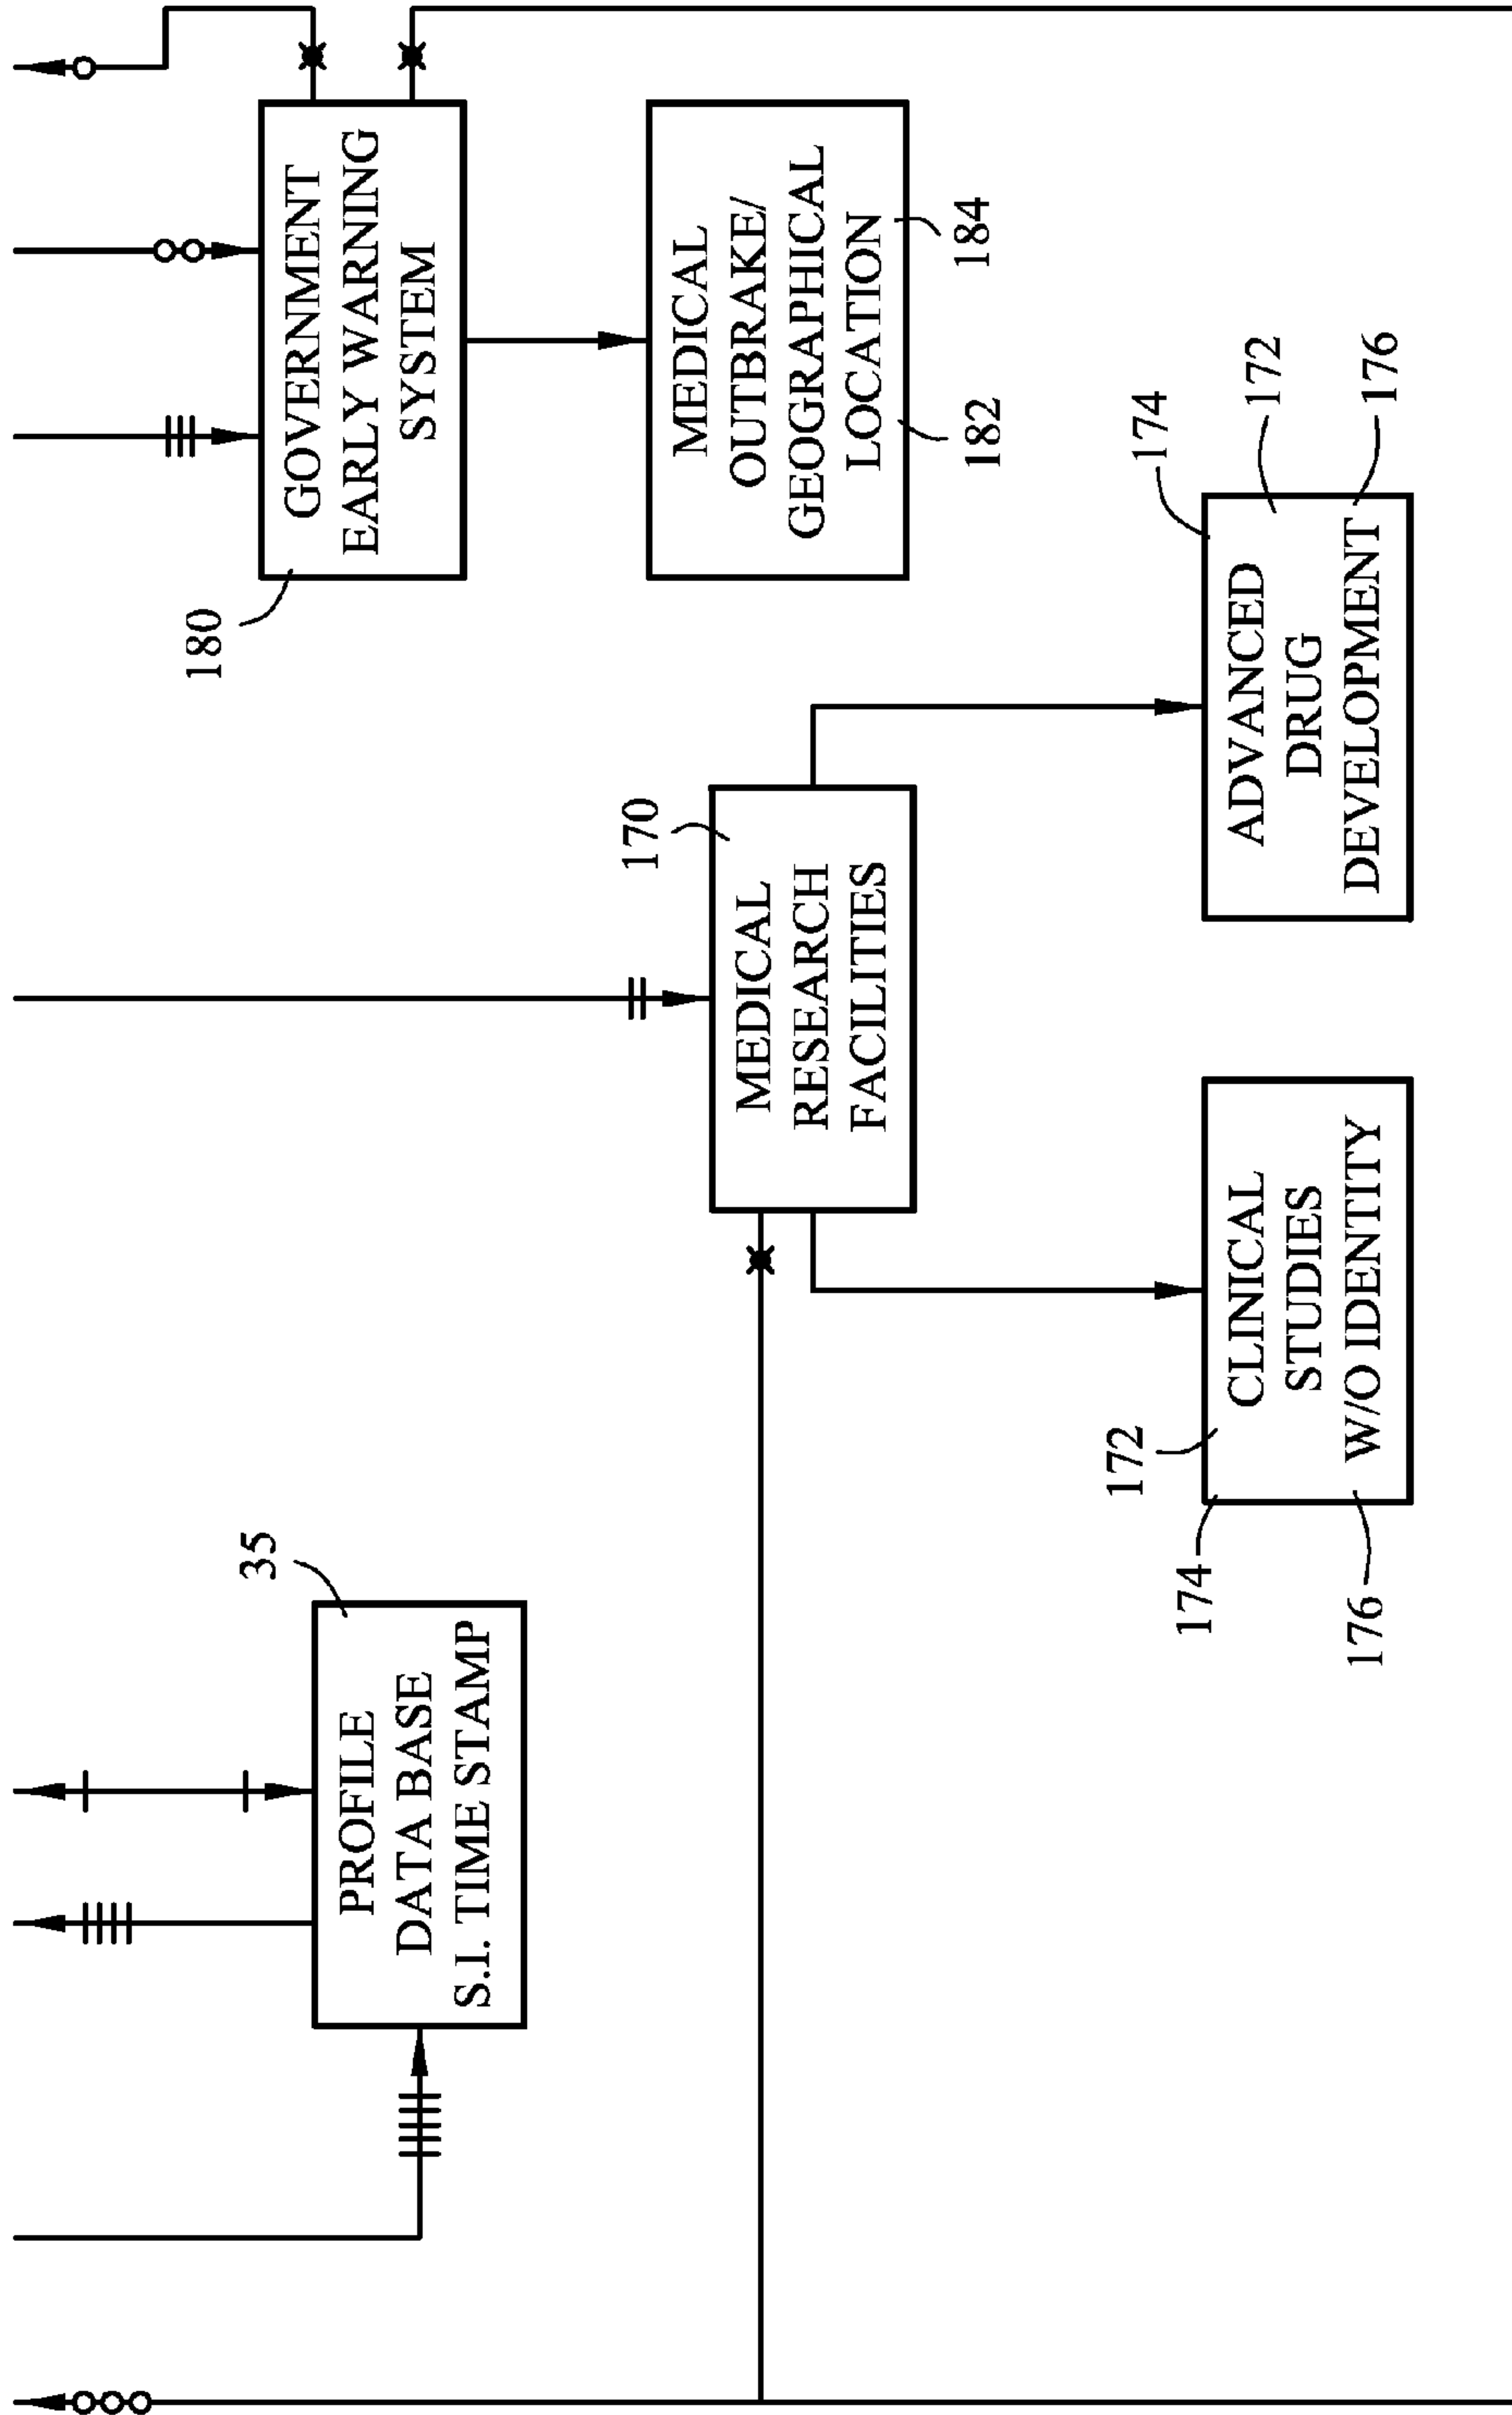 35
PROFILE
DATA BASE
S.I. TIME STAMP
180
GOVERNMENT
EARLY WARNING
SYSTEM
MEDICAL
OUTBRAKE/
GEOGRAPHICAL
LOCATION
182
184
170
MEDICAL
RESEARCH
FACILITIES
172
174
176
CLINICAL
STUDIES
W/O IDENTITY
174
172
176
ADVANCED
DRUG
DEVELOPMENT